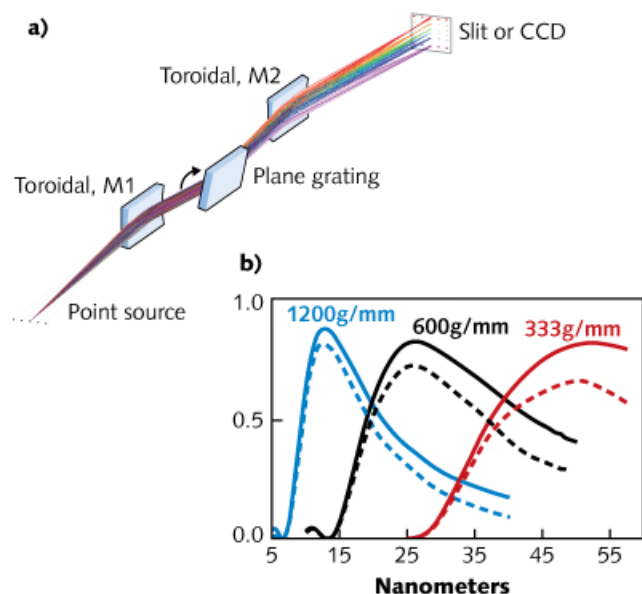 a)
Slit or CCD
Toroidal, M2
Plane grating
Toroidal, M1
Point source
b)
1.0
1200g/mm
600g/mm
333g/mm
0.5
0.0
5 15 25 35 45 55
Nanometers